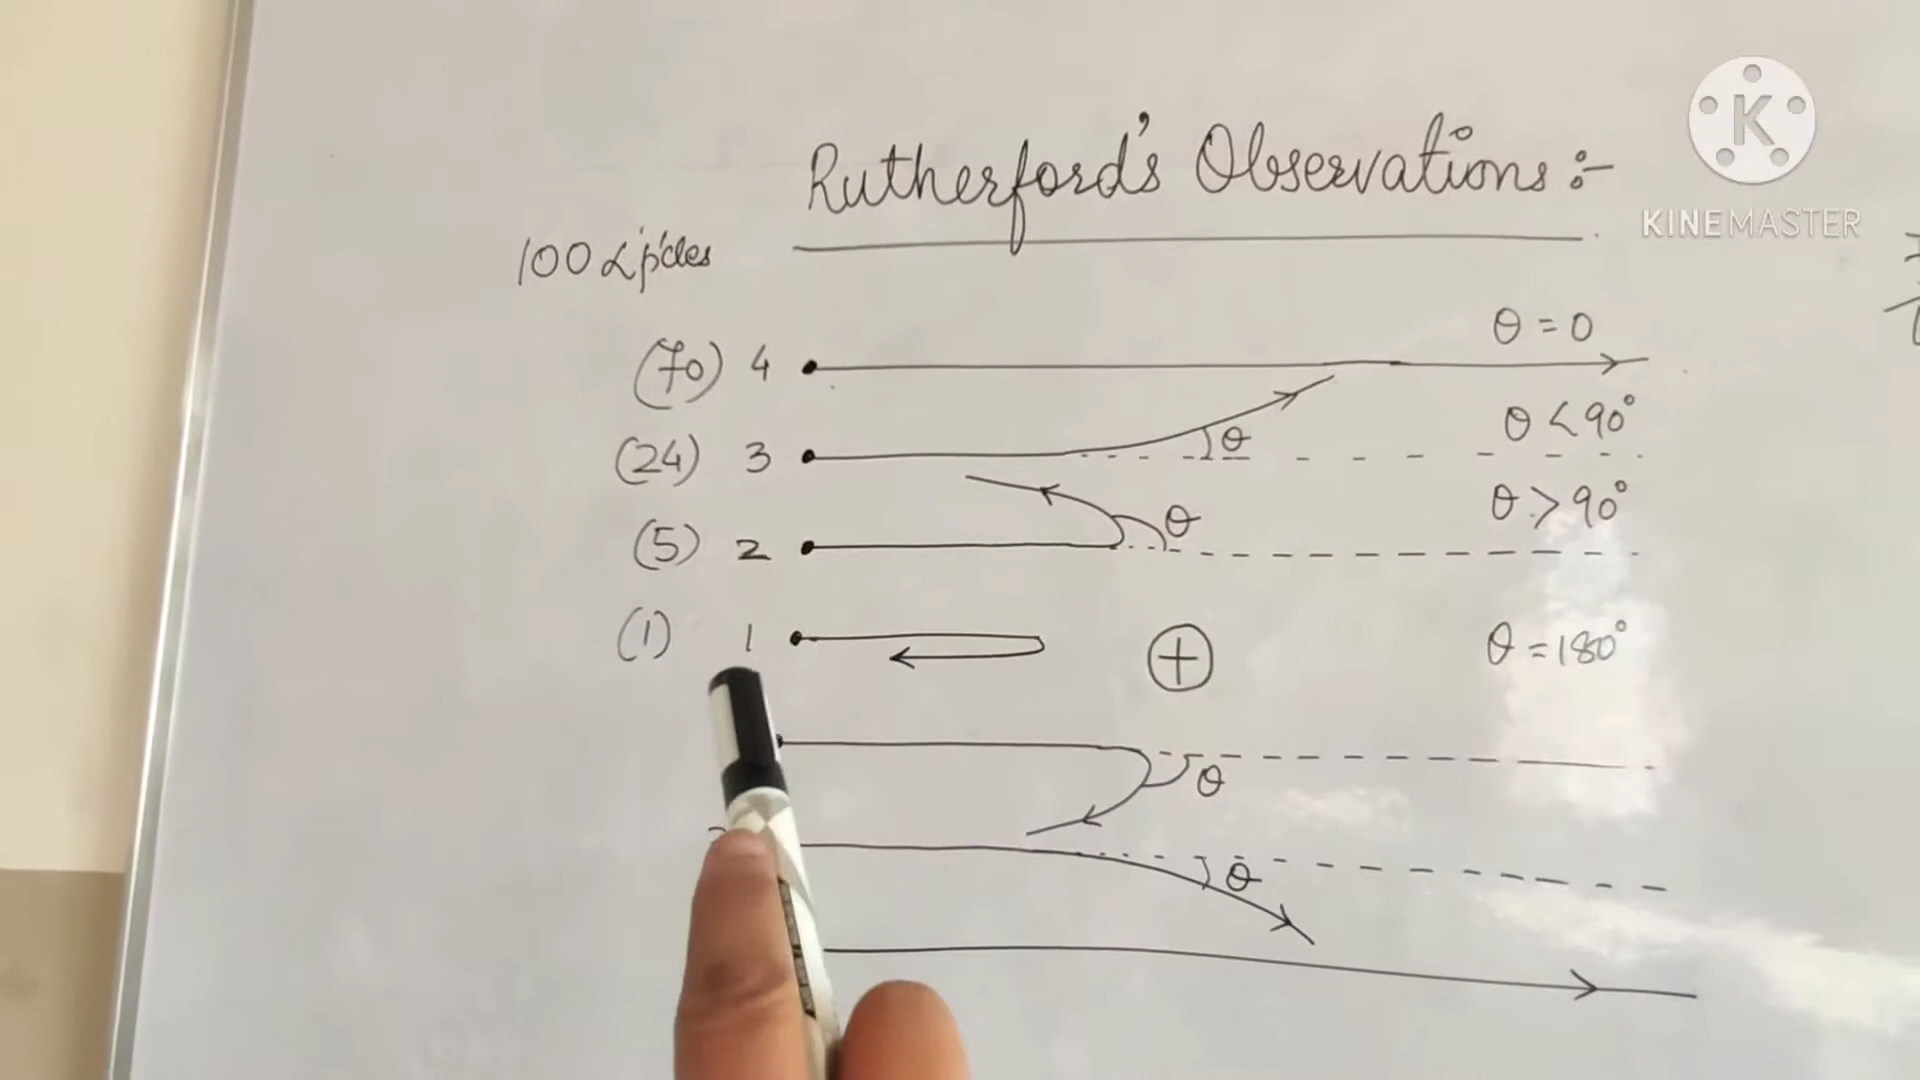 Rutherford's Observations :-
KINEMASTER
100 α p'cles
θ = 0
(70) 4
θ < 90°
(24) 3 θ
θ > 90°
(5) 2 θ
(1) 1 + θ = 180°
θ
θ